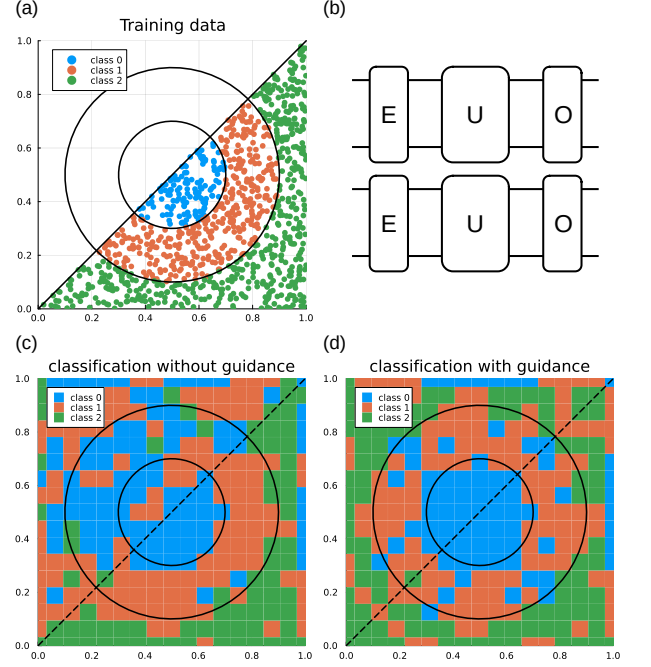 (a)
Training data
class 0
class 1
class 2
1.0
0.8
0.6
0.4
0.2
0.0
0.0 0.2 0.4 0.6 0.8 1.0
(b)
E U O
E U O
(c)
classification without guidance
class 0
class 1
class 2
1.0
0.8
0.6
0.4
0.2
0.0
0.0 0.2 0.4 0.6 0.8 1.0
(d)
classification with guidance
class 0
class 1
class 2
1.0
0.8
0.6
0.4
0.2
0.0
0.0 0.2 0.4 0.6 0.8 1.0